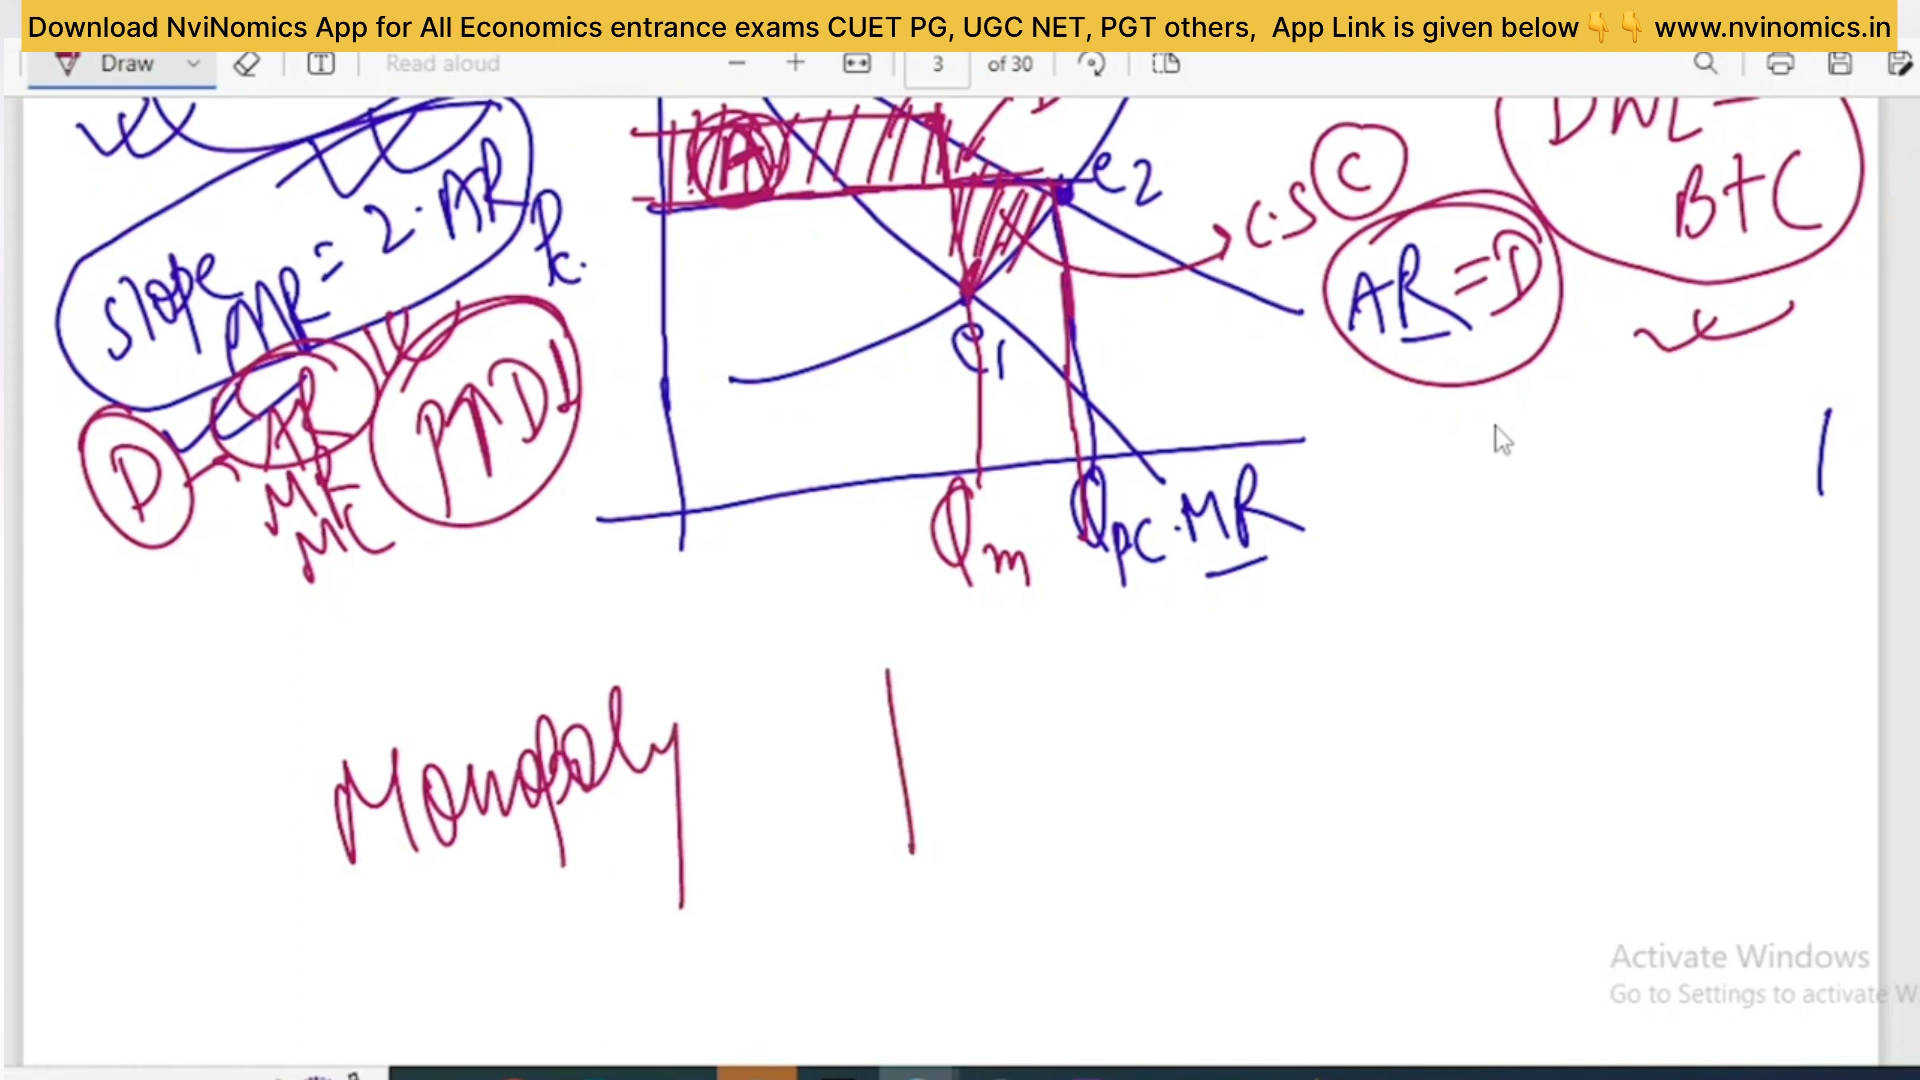 Download NviNomics App for All Economics entrance exams CUET PG, UGC NET, PGT others, App Link is given below👇👇 www.nvinomics.in
Draw
Read aloud
3 of 30
DWL =
B+C
A
e2
C.S
C
slope MR = 2.AR
P
AR = D
e1
D
AR
MR
MC
P↑D↓
Qm
QPC.
MR
Monopoly
Activate Windows
Go to Settings to activate W